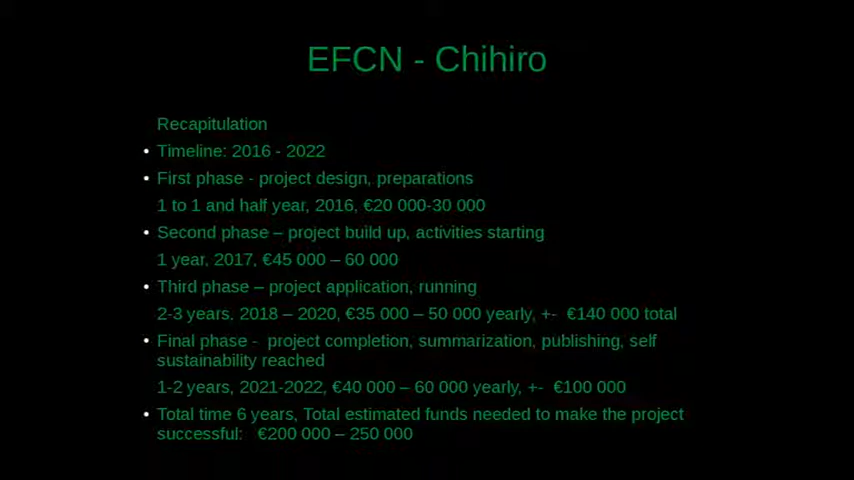 EFCN - Chihiro
Recapitulation
• Timeline: 2016 - 2022
• First phase - project design, preparations
1 to 1 and half year, 2016, €20 000-30 000
• Second phase – project build up, activities starting
1 year, 2017, €45 000 – 60 000
• Third phase – project application, running
2-3 years. 2018 – 2020, €35 000 – 50 000 yearly, +- €140 000 total
• Final phase - project completion, summarization, publishing, self
sustainability reached
1-2 years, 2021-2022, €40 000 – 60 000 yearly, +- €100 000
• Total time 6 years, Total estimated funds needed to make the project
successful: €200 000 – 250 000